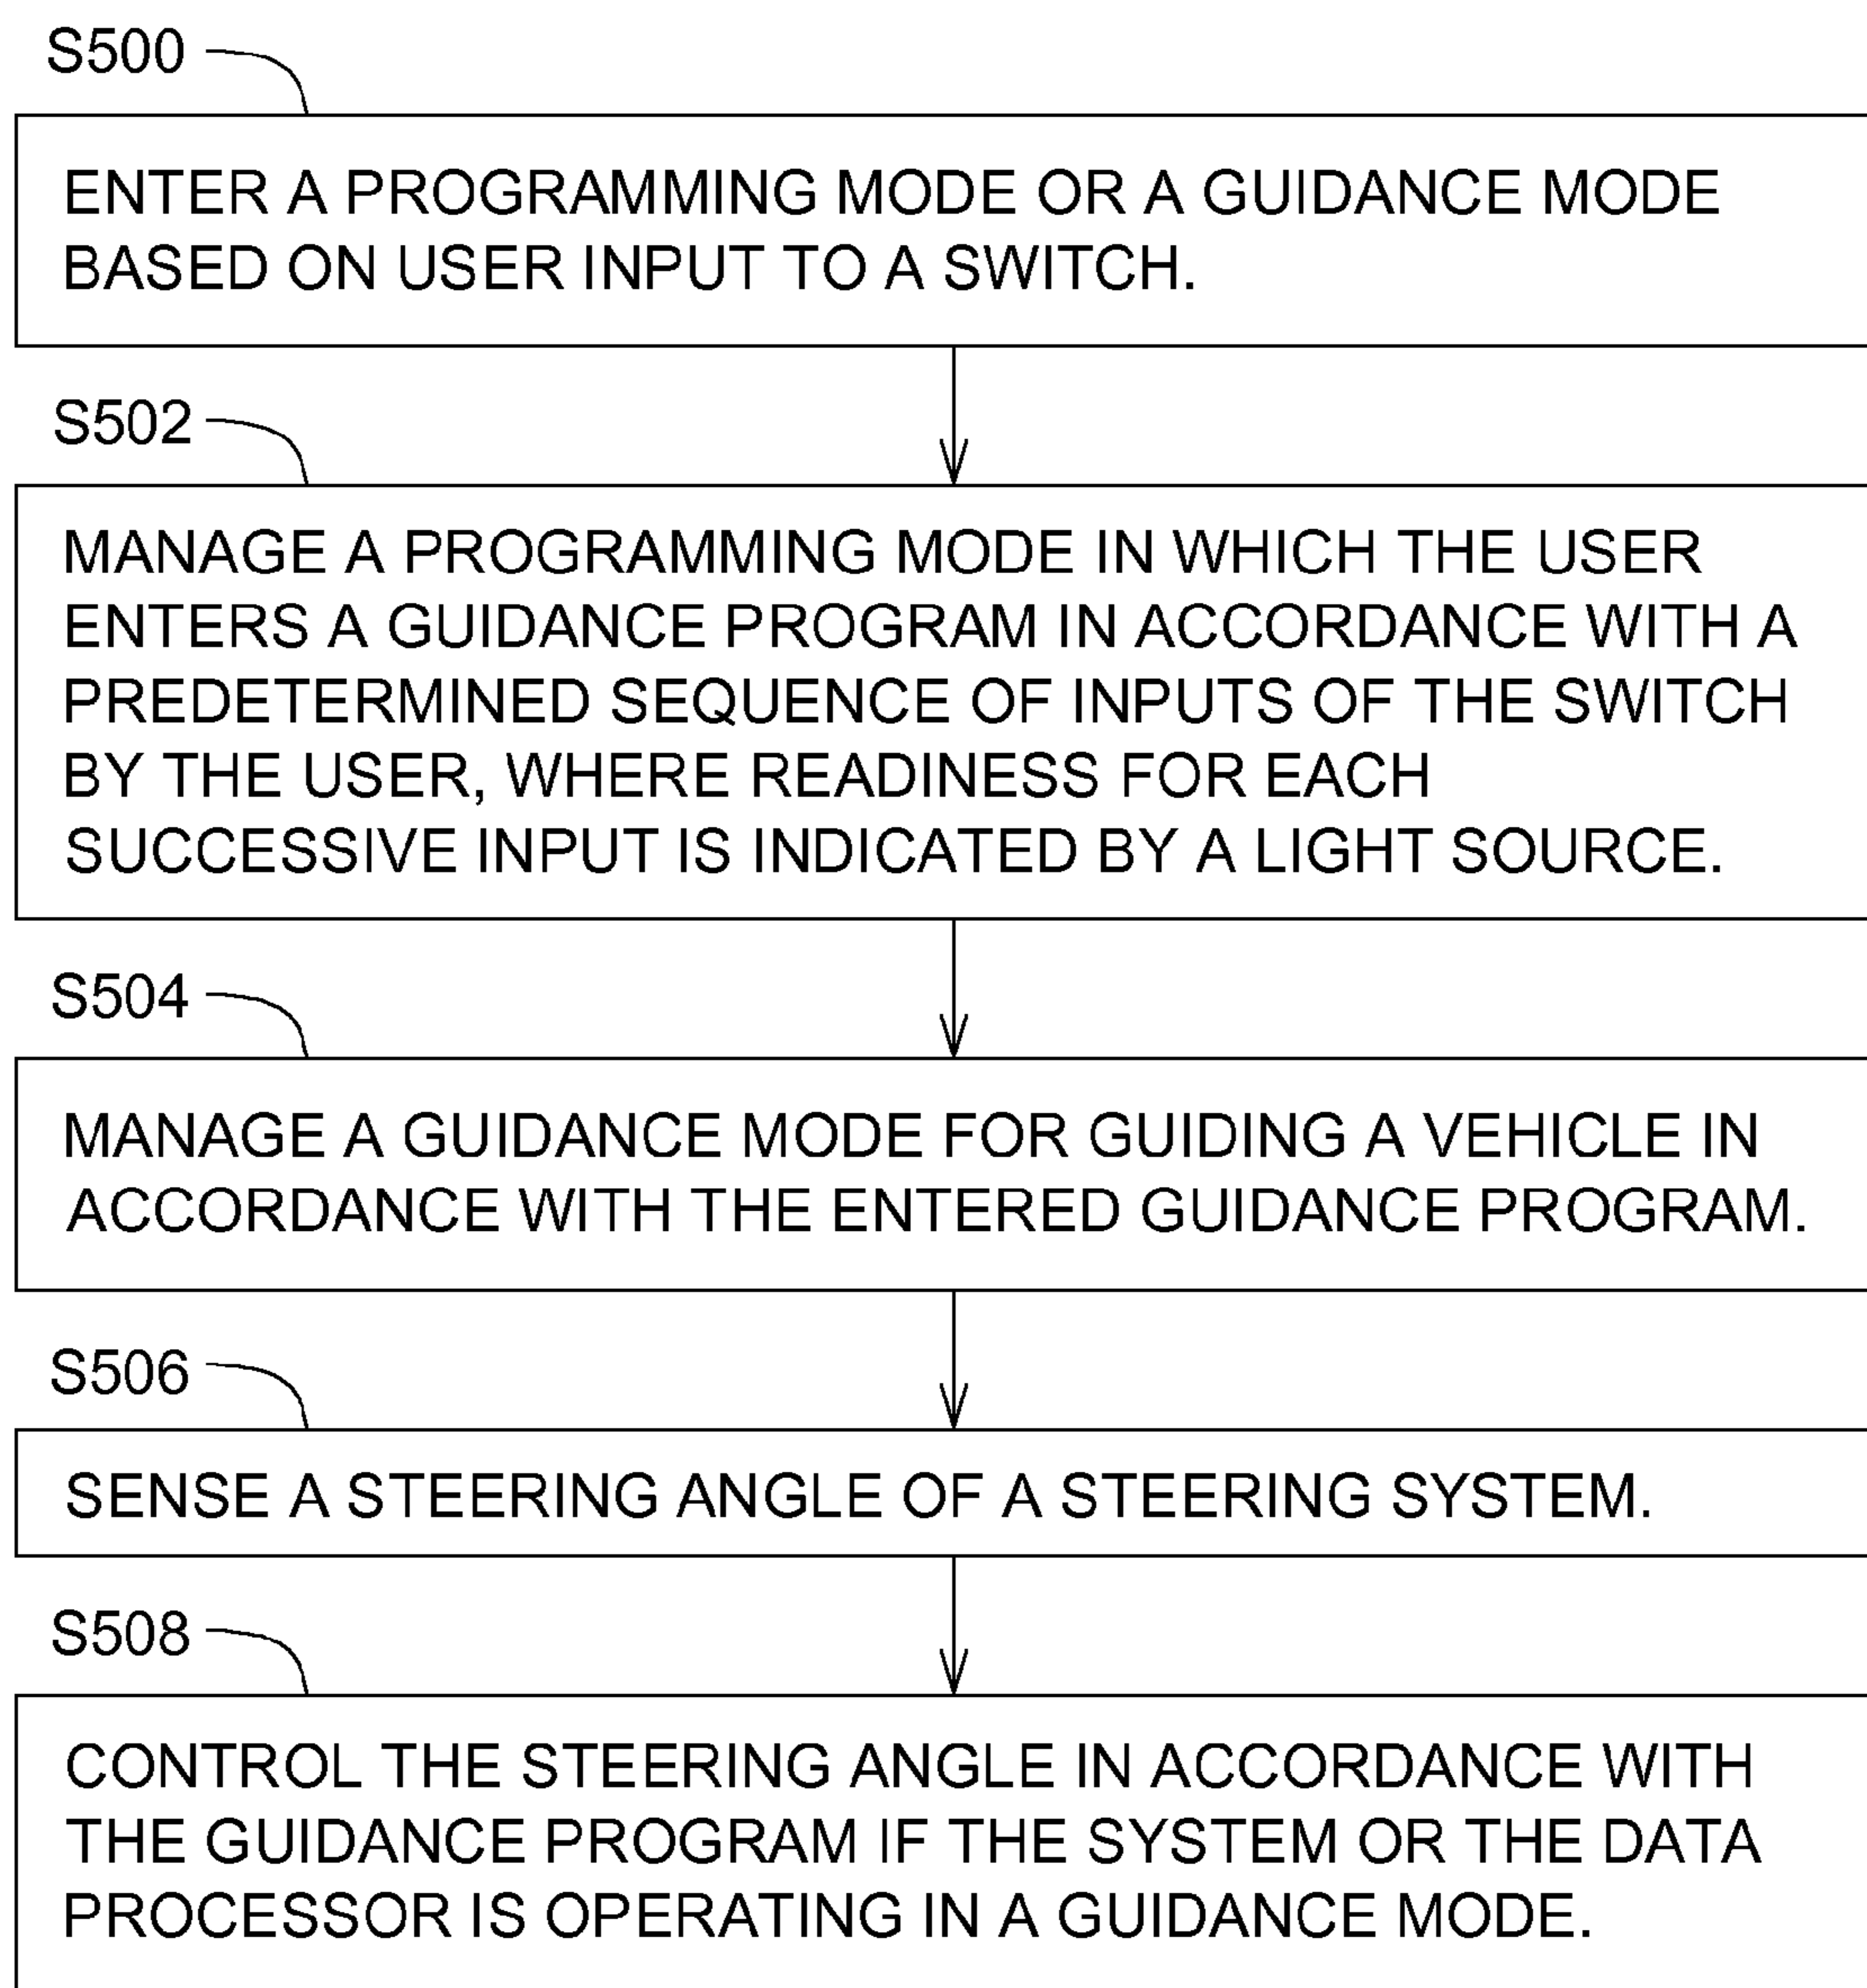 S500
ENTER A PROGRAMMING MODE OR A GUIDANCE MODE
BASED ON USER INPUT TO A SWITCH.
S502
MANAGE A PROGRAMMING MODE IN WHICH THE USER
ENTERS A GUIDANCE PROGRAM IN ACCORDANCE WITH A
PREDETERMINED SEQUENCE OF INPUTS OF THE SWITCH
BY THE USER, WHERE READINESS FOR EACH
SUCCESSIVE INPUT IS INDICATED BY A LIGHT SOURCE.
S504
MANAGE A GUIDANCE MODE FOR GUIDING A VEHICLE IN
ACCORDANCE WITH THE ENTERED GUIDANCE PROGRAM.
S506
SENSE A STEERING ANGLE OF A STEERING SYSTEM.
S508
CONTROL THE STEERING ANGLE IN ACCORDANCE WITH
THE GUIDANCE PROGRAM IF THE SYSTEM OR THE DATA
PROCESSOR IS OPERATING IN A GUIDANCE MODE.